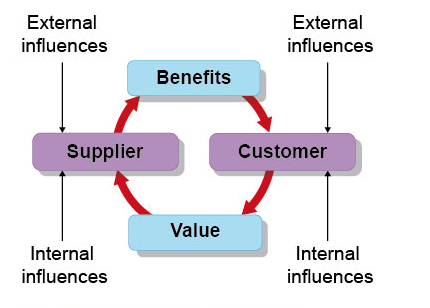 External
influences
External
influences
Benefits
Supplier
Customer
Value
Internal
influences
Internal
influences